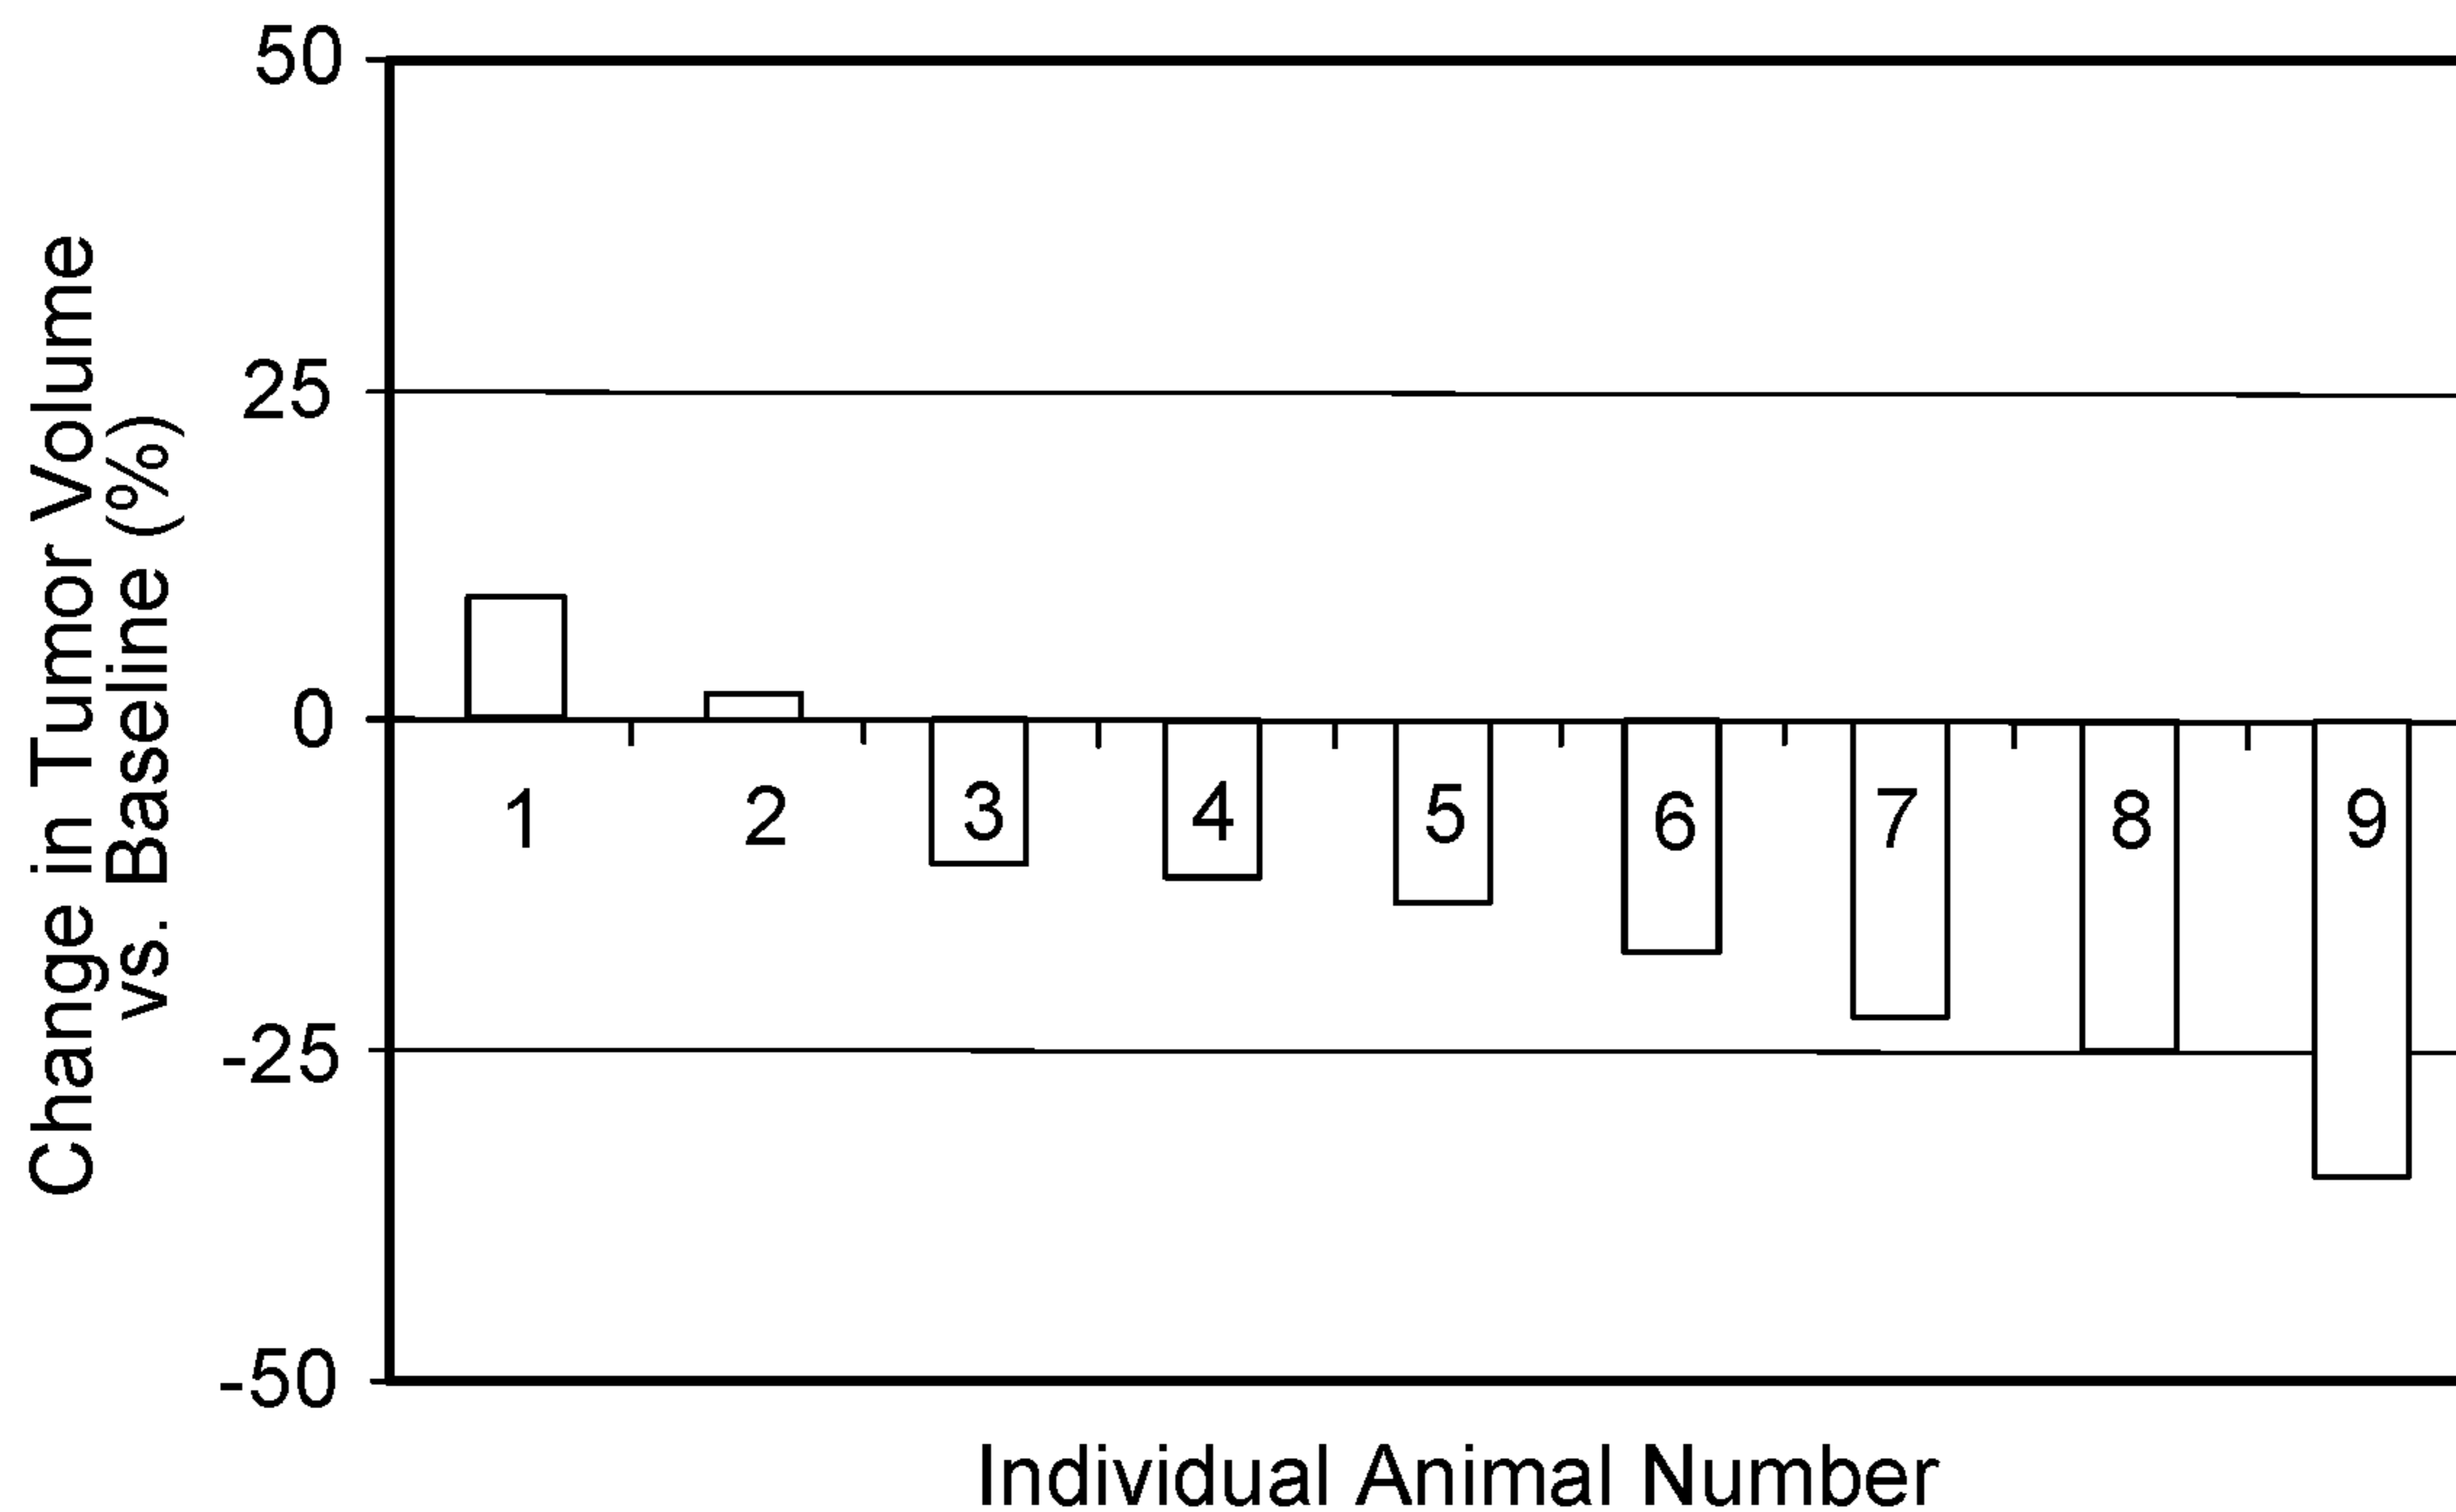 Change in Tumor Volume
vs. Baseline (%)
50
25
0
-25
-50
1 2 3 4 5 6 7 8 9
Individual Animal Number